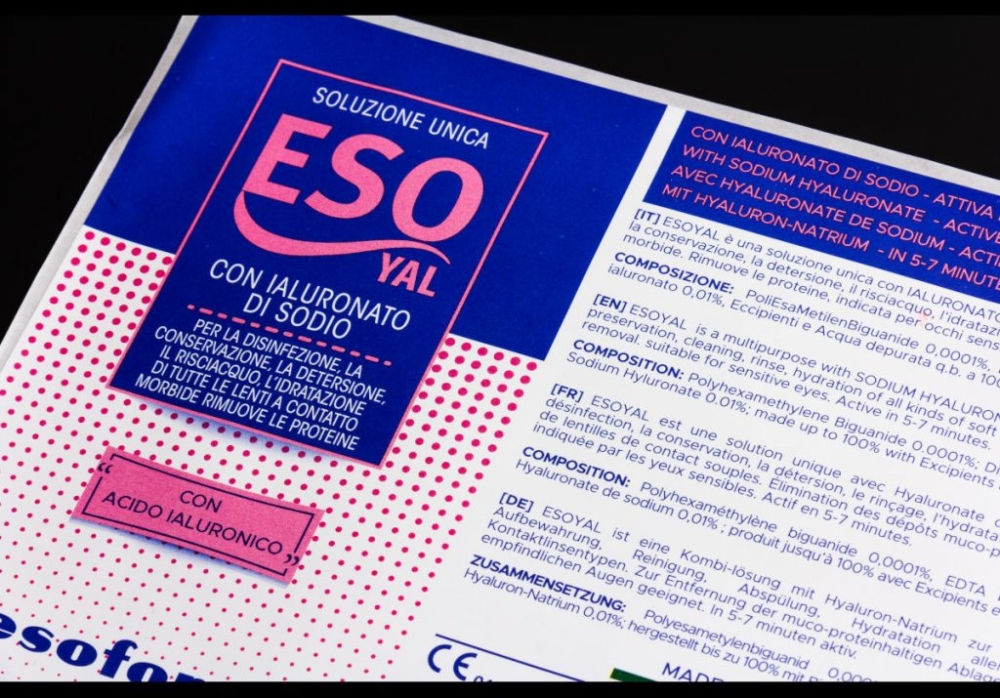 SOLUZIONE UNICA
ESO
YAL
CON IALURONATO
DI SODIO
PER LA DISINFEZIONE, LA
CONSERVAZIONE, LA DETERSIONE,
IL RISCIACQUO, L'IDRATAZIONE
DI TUTTE LE LENTI A CONTATTO
MORBIDE RIMUOVE LE PROTEINE
“ CON
ACIDO IALURONICO „
esofor
CON IALURONATO DI SODIO - ATTIVA
WITH SODIUM HYALURONATE - ACTIVE
AVEC HYALURONATE DE SODIUM -
MIT HYALURON-NATRIUM - IN 5-7
[IT] ESOYAL è una soluzione unica con IALURONATO
la conservazione, la detersione, il risciacquo, l'idrataz
morbide. Rimuove le proteine, indicata per occhi sens
COMPOSIZIONE: PoliEsaMetilenBiguanide 0,0001%,
ialuronato 0,01%, Eccipienti e Acqua depurata q.b. a
[EN] ESOYAL is a multipurpose with SODIUM HYALURON
preservation, cleaning, rinse, hydration of all kinds of soft
removal. suitable for sensitive eyes. Active in 5-7 minutes.
COMPOSITION: Polyhexamethylene Biguanide 0.0001%;
Sodium Hyluronate 0.01%; made up to 100% with Excipients
[FR] ESOYAL est une solution unique avec Hyaluronate
désinfection, la conservation, la détersion, le rinçage, l'hydrata
de lentilles de contact souples. Élimination des dépôts muco-p
indiquée par les yeux sensibles. Actif en 5-7 minutes.
COMPOSITION: Polyhexaméthylène biguanide 0,0001%, EDTA
Hyaluronate de sodium 0,01% ; produit jusqu'à 100% avec Excipients e
[DE] ESOYAL ist eine Kombi-lösung mit Hyaluron-Natrium zur
Aufbewahrung, Reinigung, Abspülung, Hydratation
Kontaktlinsentypen. Zur Entfernung der muco-proteinhaltigen
empfindlichen Augen geeignet. In 5-7 minuten aktiv.
ZUSAMMENSETZUNG: Polyesametylenbiguanid
Hyaluron-Natrium 0,01%; hergestellt bis zu 100% mit
CE
MADE